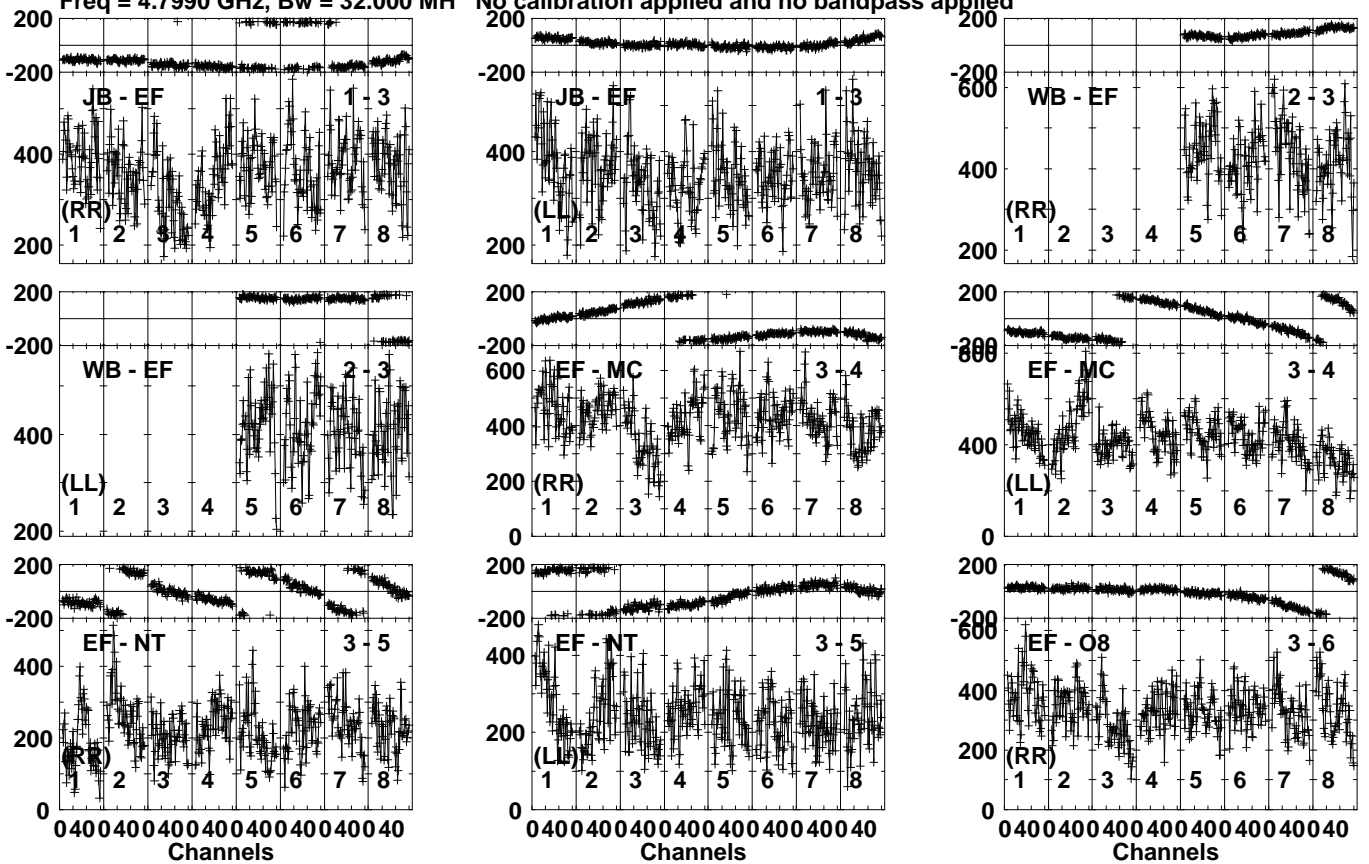 Freq = 4.7990 GHz, Bw = 32.000 MH No calibration applied and no bandpass applied
200
-200
JB - EF 1 - 3
400
(RR)
1 2 3 4 5 6 7 8
200
200
-200
JB - EF 1 - 3
400
(LL)
1 2 3 4 5 6 7 8
200
200
-200
600
WB - EF 2 - 3
400
(RR)
1 2 3 4 5 6 7 8
200
200
-200
WB - EF 2 - 3
400
(LL)
1 2 3 4 5 6 7 8
200
200
-200
600
EF - MC 3 - 4
400
200
(RR)
1 2 3 4 5 6 7 8
0
200
-200
800
EF - MC 3 - 4
400
(LL)
1 2 3 4 5 6 7 8
0
200
-200
EF - NT 3 - 5
400
200
(RR)
1 2 3 4 5 6 7 8
0
0 40 0 40 0 40 0 40 0 40 0 40 0 40 0 40
Channels
200
-200
EF - NT 3 - 5
400
200
(LL)
1 2 3 4 5 6 7 8
0
0 40 0 40 0 40 0 40 0 40 0 40 0 40 0 40
Channels
200
-200
600
EF - O8 3 - 6
400
200
(RR)
1 2 3 4 5 6 7 8
0
0 40 0 40 0 40 0 40 0 40 0 40 0 40 0 40
Channels